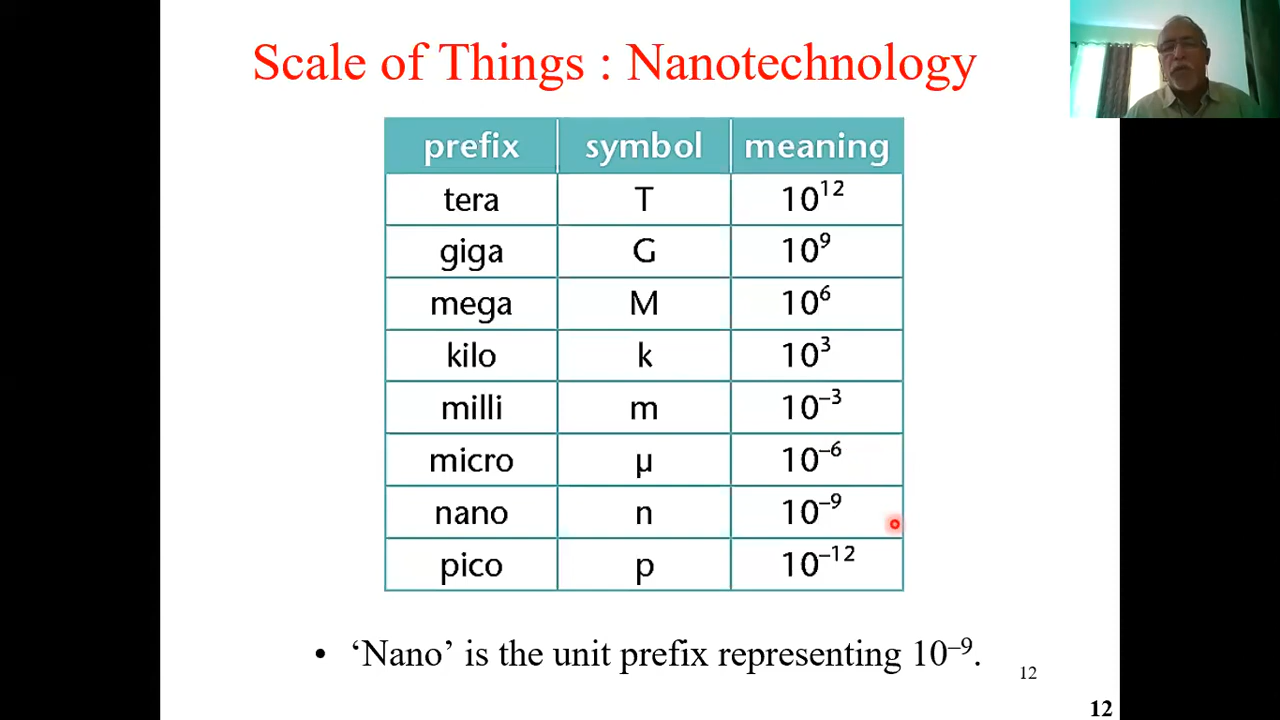 Scale of Things : Nanotechnology
prefix symbol meaning
tera T 10¹²
giga G 10⁹
mega M 10⁶
kilo k 10³
milli m 10⁻³
micro µ 10⁻⁶
nano n 10⁻⁹
pico p 10⁻¹²
• ‘Nano’ is the unit prefix representing 10⁻⁹.
12
12